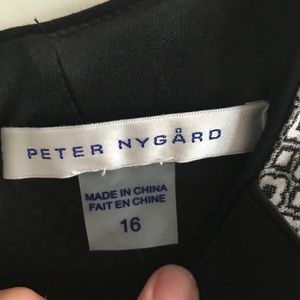 PETER NYGÅRD
MADE IN CHINA
FAIT EN CHINE
16